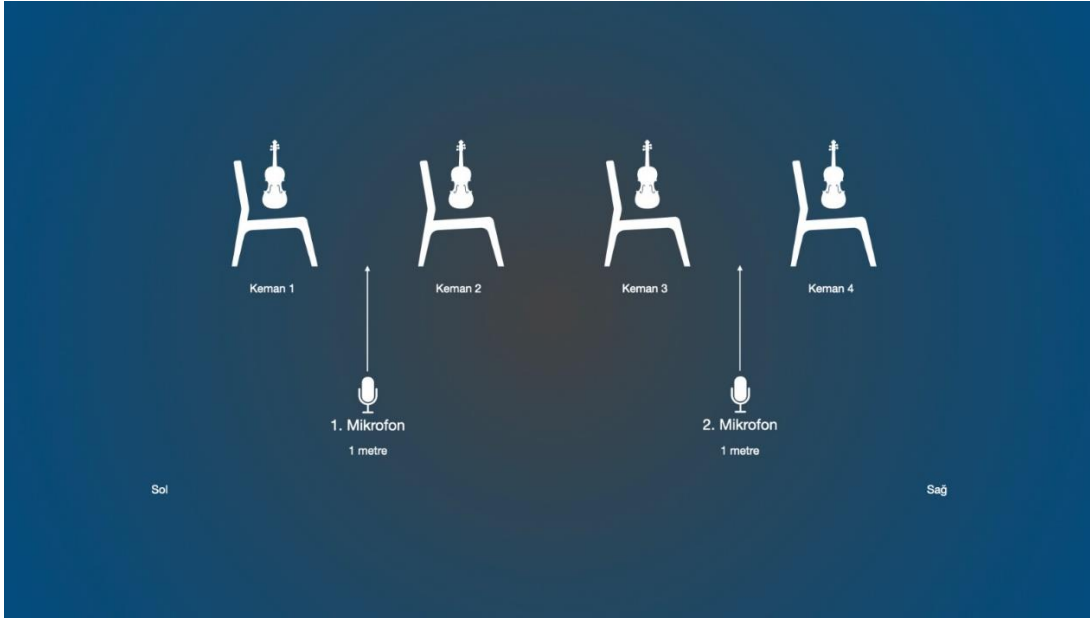 Keman 1
Keman 2
Keman 3
Keman 4
1. Mikrofon
2. Mikrofon
1 metre
1 metre
Sol
Sağ